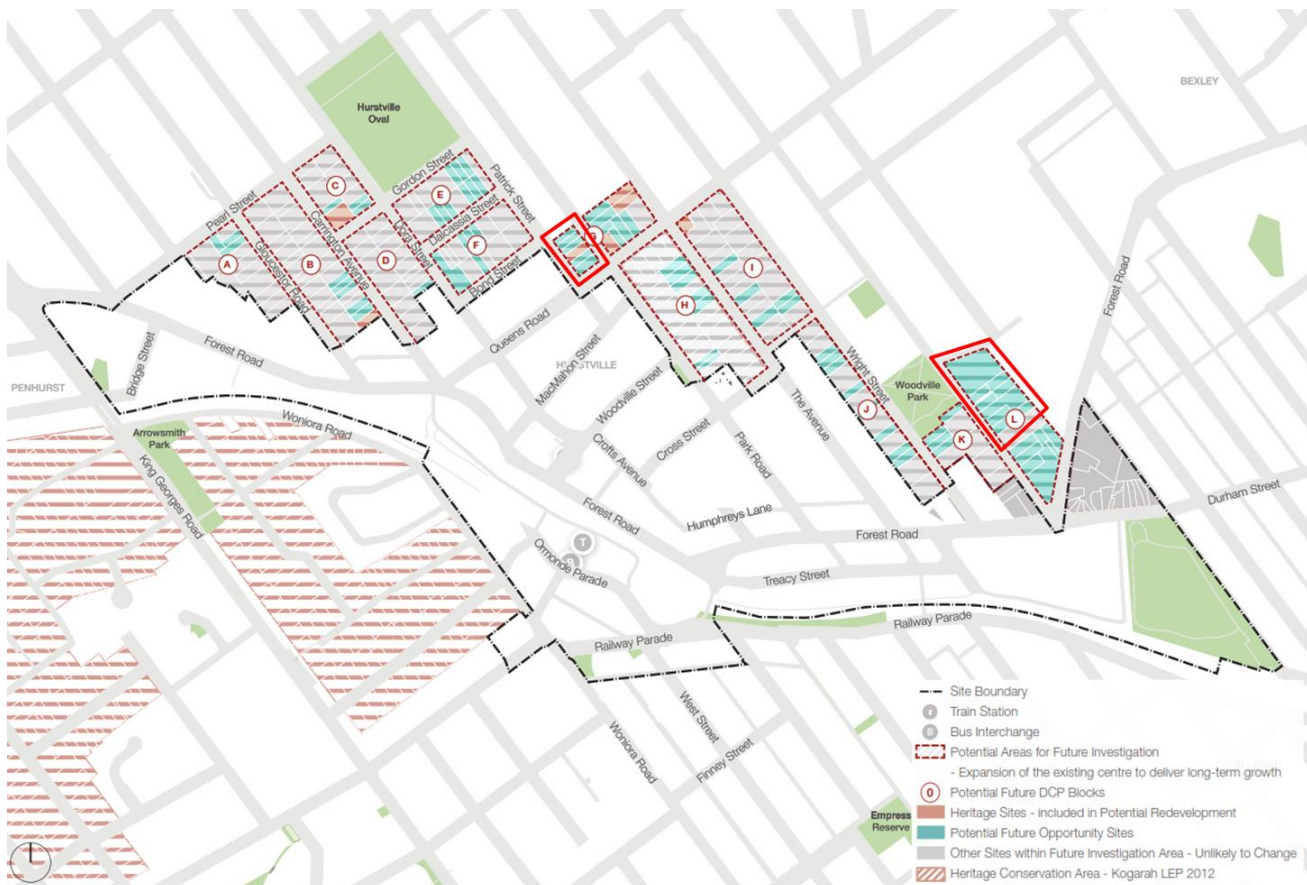 BEXLEY
Hurstville
Oval
Gordon Street
Patrick Street
Pearl Street
C
E
Dalcassia Street
Carrington Avenue
Dora Street
F
G
A
Gloucestor Road
B
D
Bond Street
I
H
Forest Road
Queens Road
Forest Road
Bridge Street
MacMahon Street
PENHURST
Woodville Street
Wright Street
Woodville
Park
The Avenue
Woniora Road
Arrowsmith
Park
Crofts Avenue
Cross Street
Park Road
J
K
L
King Georges Road
Durham Street
Forest Road
Humphreys Lane
Forest Road
T
B
Ormonde Parade
Treacy Street
Railway Parade
Railway Parade
West Street
Woniora Road
Finney Street
Empress
Reserve
Site Boundary
Train Station
B
Bus Interchange
Potential Areas for Future Investigation
- Expansion of the existing centre to deliver long-term growth
0
Potential Future DCP Blocks
Heritage Sites - included in Potential Redevelopment
Potential Future Opportunity Sites
Other Sites within Future Investigation Area - Unlikely to Change
Heritage Conservation Area - Kogarah LEP 2012